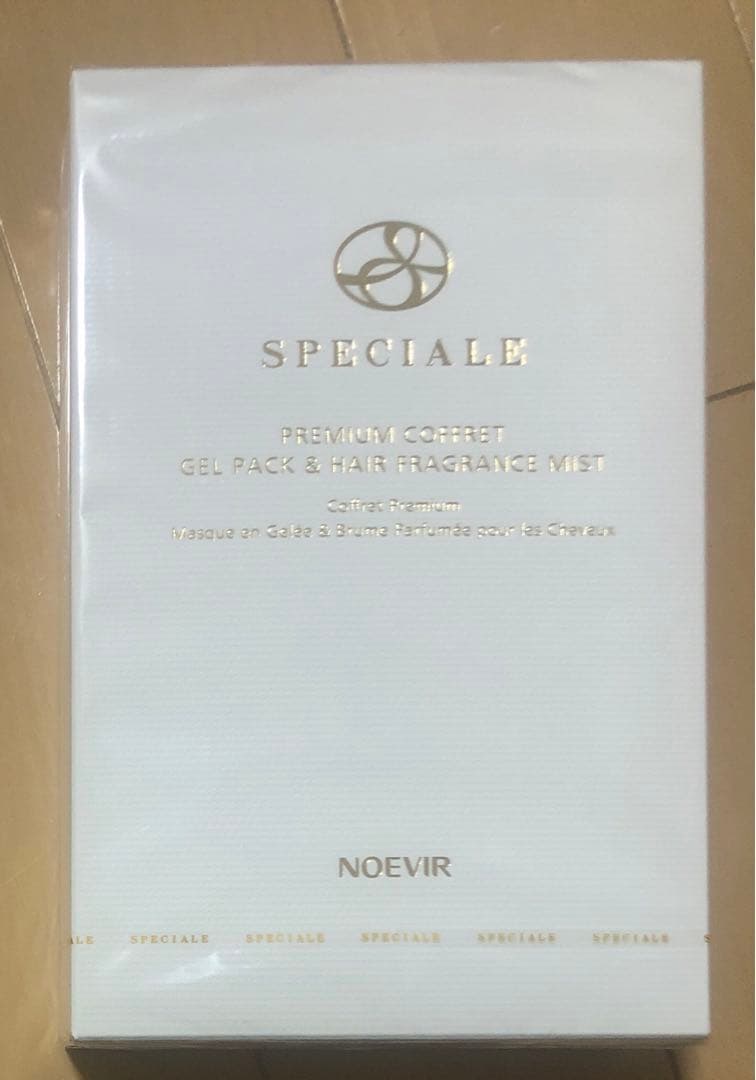 SPECIALE
PREMIUM COFFRET
GEL PACK & HAIR FRAGRANCE MIST
Coffret Premium
Masque en Gelée & Brume Parfumée pour les Cheveux
NOEVIR
ALE SPECIALE SPECIALE SPECIALE SPECIALE SPECIALE S